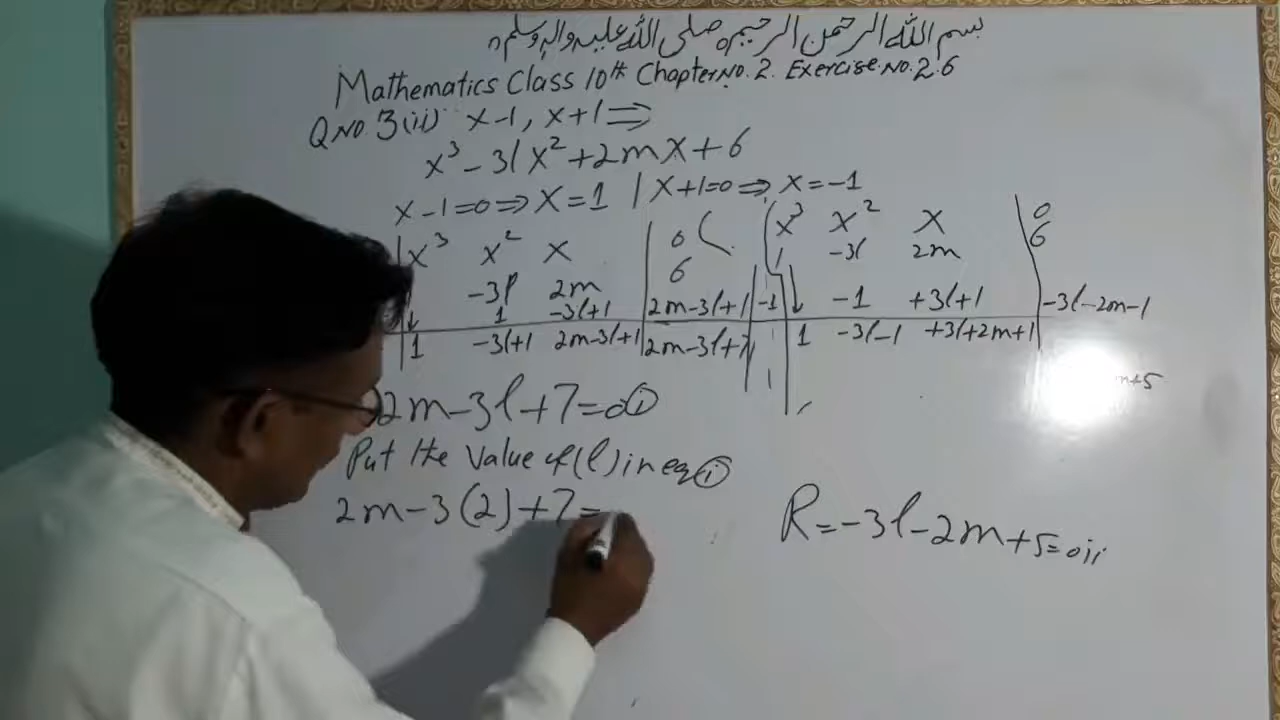 بسم اللہ الرحمن الرحیم صلی اللہ علیہ والہ وسلم
Mathematics Class 10th Chapter No. 2. Exercise No. 2.6
Q No. 3(ii) x-1, x+1 ⇒
x³ - 3lx² + 2mx + 6
x-1=0 ⇒ x=1 | x+1=0 ⇒ x=-1
x³ x² x 0
6
-3l 2m
1 -3l+1 2m-3l+1
1 -3l+1 2m-3l+1 2m-3l+7
x³ x² x 0
6
1 -3l 2m
-1 -1 +3l+1 -3l-2m-1
1 -3l-1 +3l+2m+1
m+5
2m-3l+7=0 (i)
Put the Value of (l) in eq (i)
2m-3(2)+7=
R=-3l-2m+5=0 ii